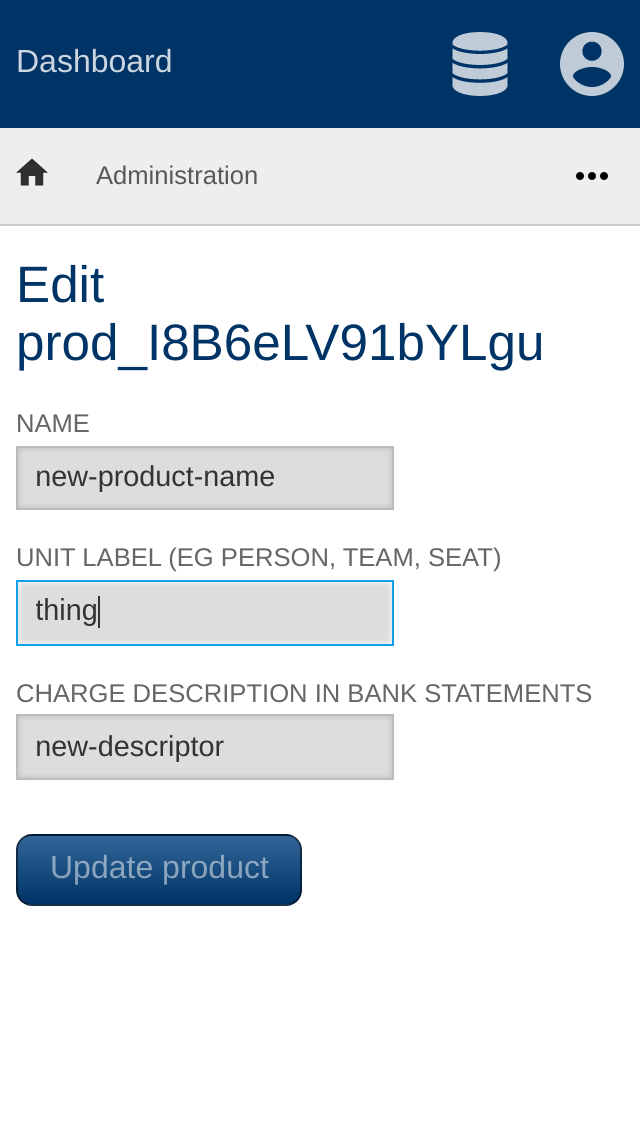 Dashboard
Administration
Edit
prod_I8B6eLV91bYLgu
NAME
new-product-name
UNIT LABEL (EG PERSON, TEAM, SEAT)
thing
CHARGE DESCRIPTION IN BANK STATEMENTS
new-descriptor
Update product